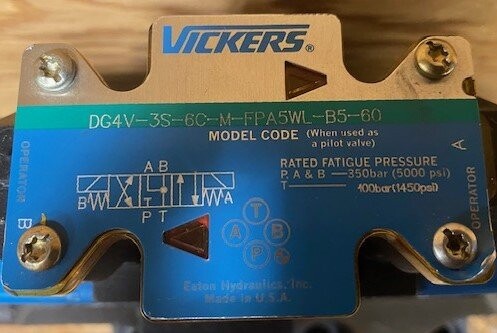 VICKERS®
DG4V-3S-6C-M-FPA5WL-B5-60
MODEL CODE (When used as
a pilot valve)
OPERATOR B
A B
B A
P T
RATED FATIGUE PRESSURE
P, A & B — 350bar (5000 psi)
T — 100bar (1450psi)
OPERATOR A
T
A B
P
Eaton Hydraulics, Inc.
Made in U.S.A.